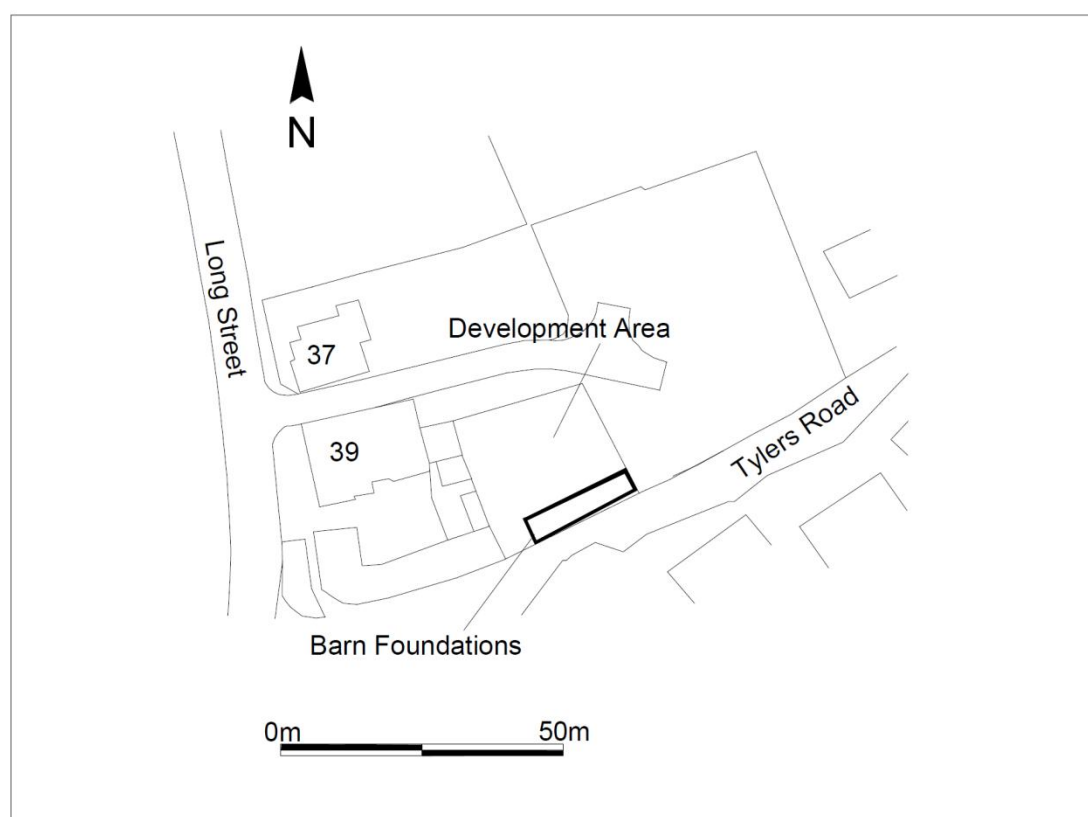 N
Long Street
Development Area
37
Tylers Road
39
Barn Foundations
0m 50m